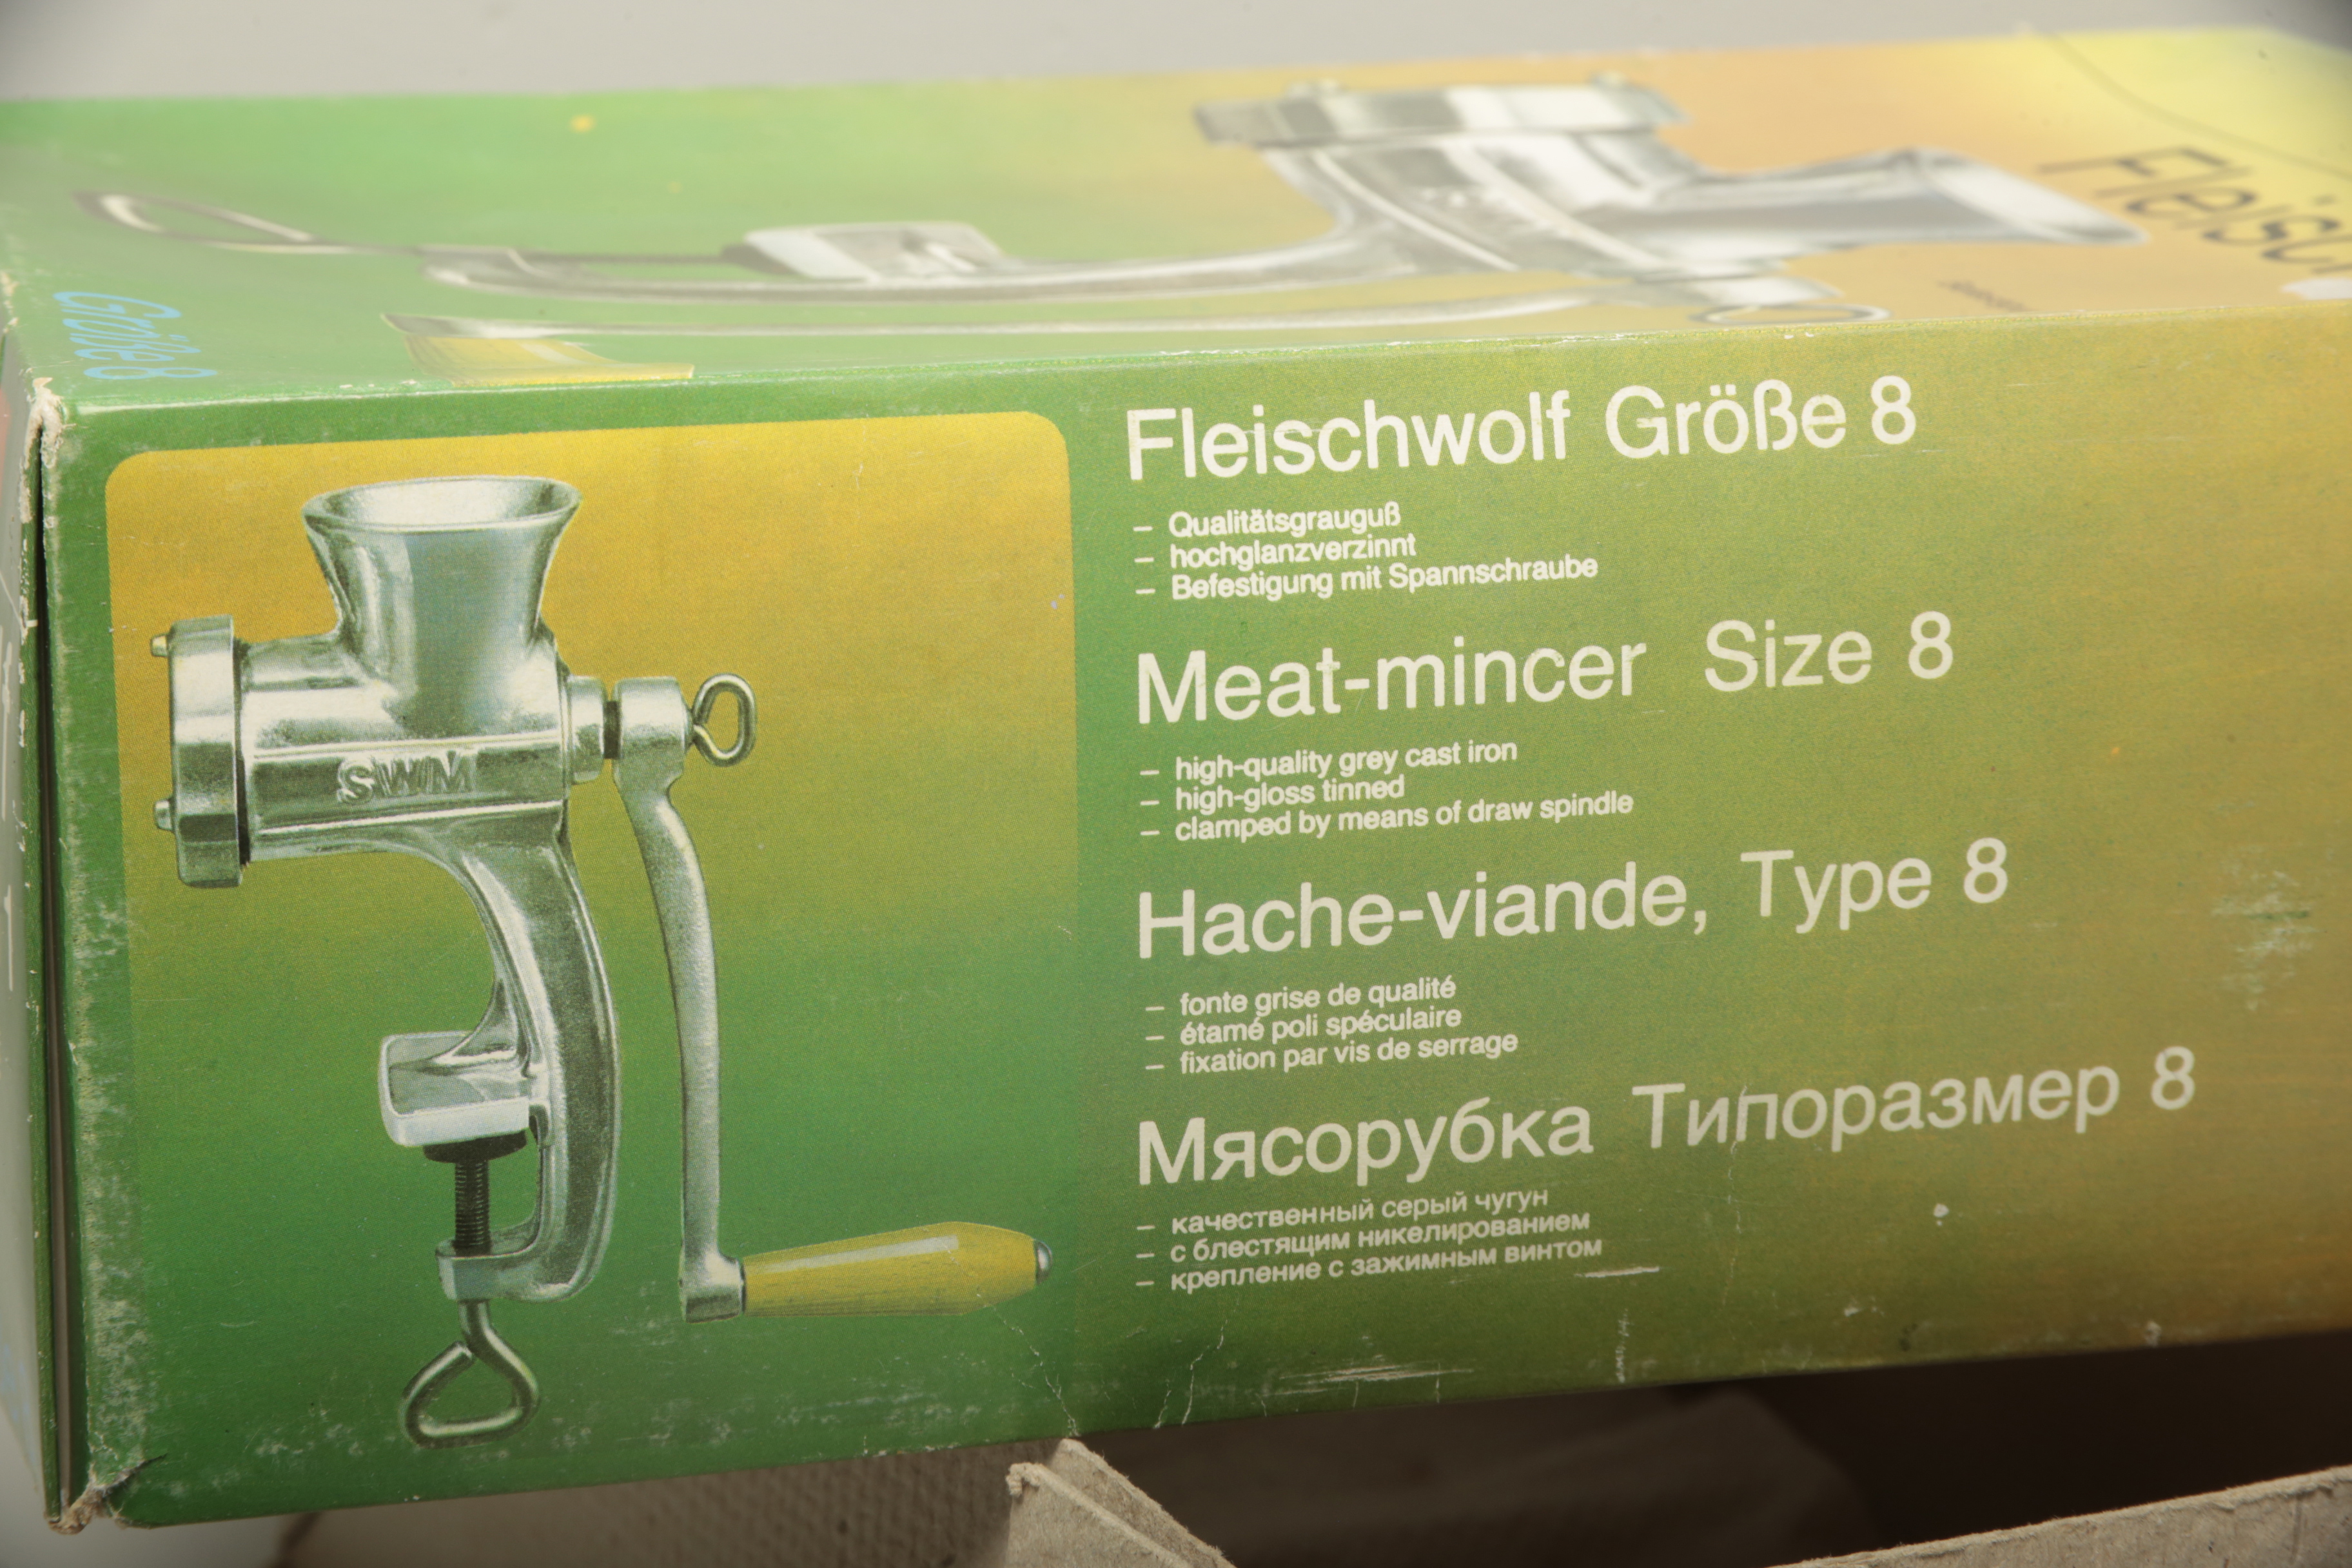 Fleisc
Größe 8
SWM
Fleischwolf Größe 8
– Qualitätsgrauguß
– hochglanzverzinnt
– Befestigung mit Spannschraube
Meat-mincer Size 8
– high-quality grey cast iron
– high-gloss tinned
– clamped by means of draw spindle
Hache-viande, Type 8
– fonte grise de qualité
– étamé poli spéculaire
– fixation par vis de serrage
Мясорубка Типоразмер 8
– качественный серый чугун
– с блестящим никелированием
– крепление с зажимным винтом